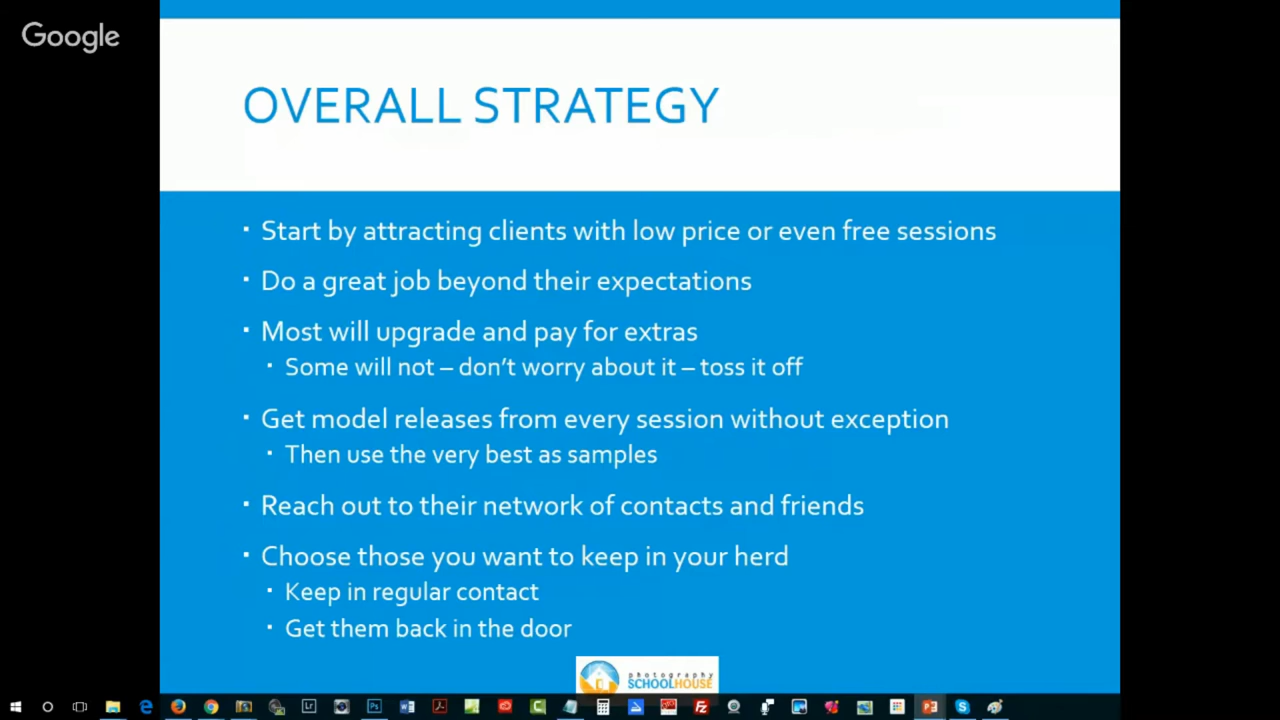 Google
OVERALL STRATEGY
▪ Start by attracting clients with low price or even free sessions
▪ Do a great job beyond their expectations
▪ Most will upgrade and pay for extras
▪ Some will not – don't worry about it – toss it off
▪ Get model releases from every session without exception
▪ Then use the very best as samples
▪ Reach out to their network of contacts and friends
▪ Choose those you want to keep in your herd
▪ Keep in regular contact
▪ Get them back in the door
photography
SCHOOLHOUSE
Lr
Ps